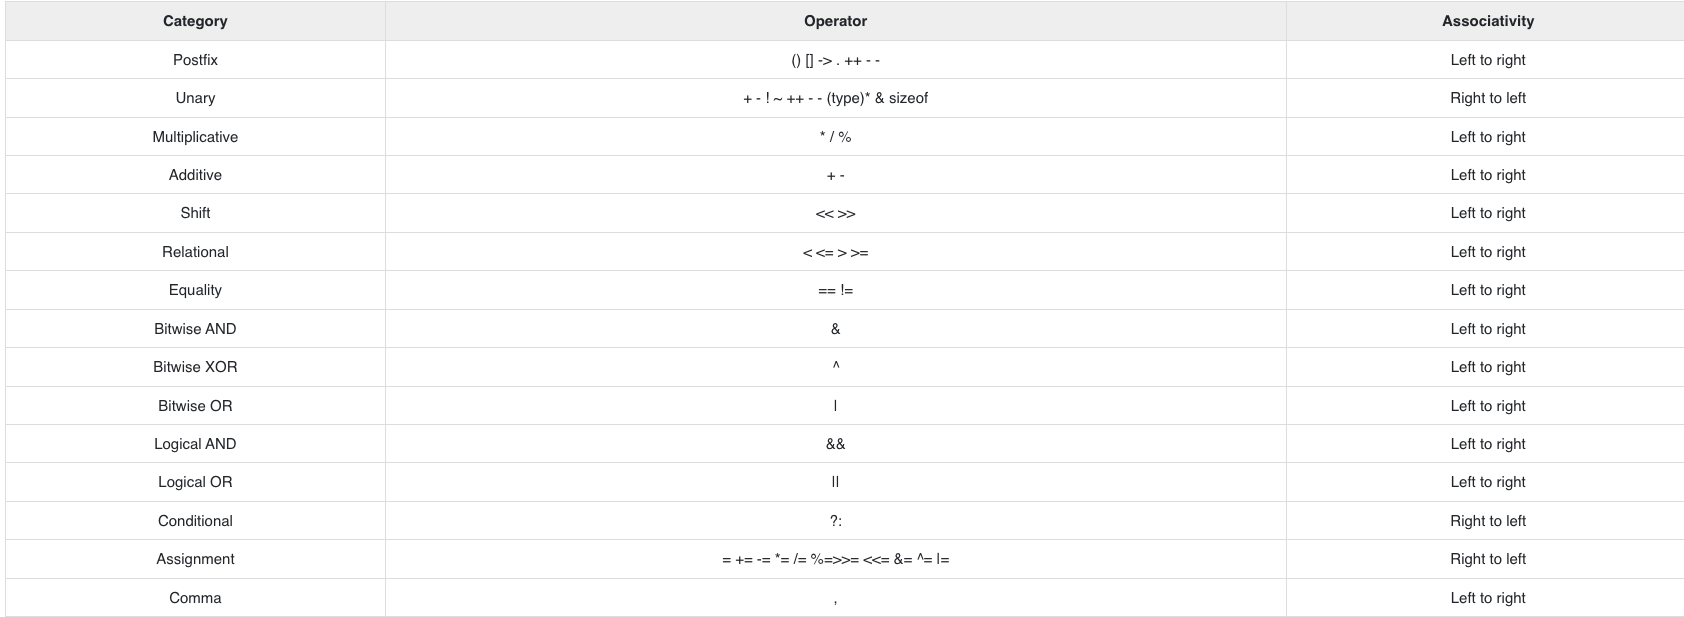 Category Operator Associativity
Postfix () [] -> . ++ - - Left to right
Unary + - ! ~ ++ - - (type)* & sizeof Right to left
Multiplicative * / % Left to right
Additive + - Left to right
Shift << >> Left to right
Relational < <= > >= Left to right
Equality == != Left to right
Bitwise AND & Left to right
Bitwise XOR ^ Left to right
Bitwise OR | Left to right
Logical AND && Left to right
Logical OR || Left to right
Conditional ?: Right to left
Assignment = += -= *= /= %=>>= <<= &= ^= |= Right to left
Comma , Left to right